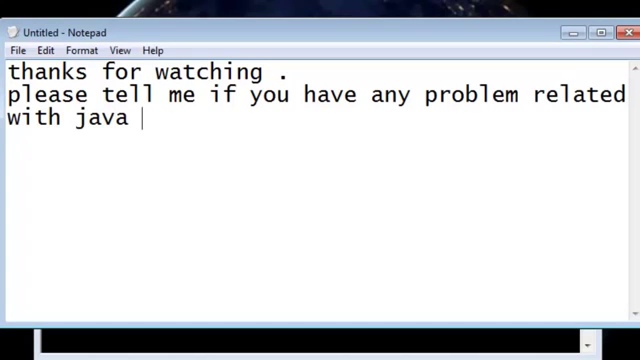 Untitled - Notepad
File Edit Format View Help
thanks for watching .
please tell me if you have any problem related
with java